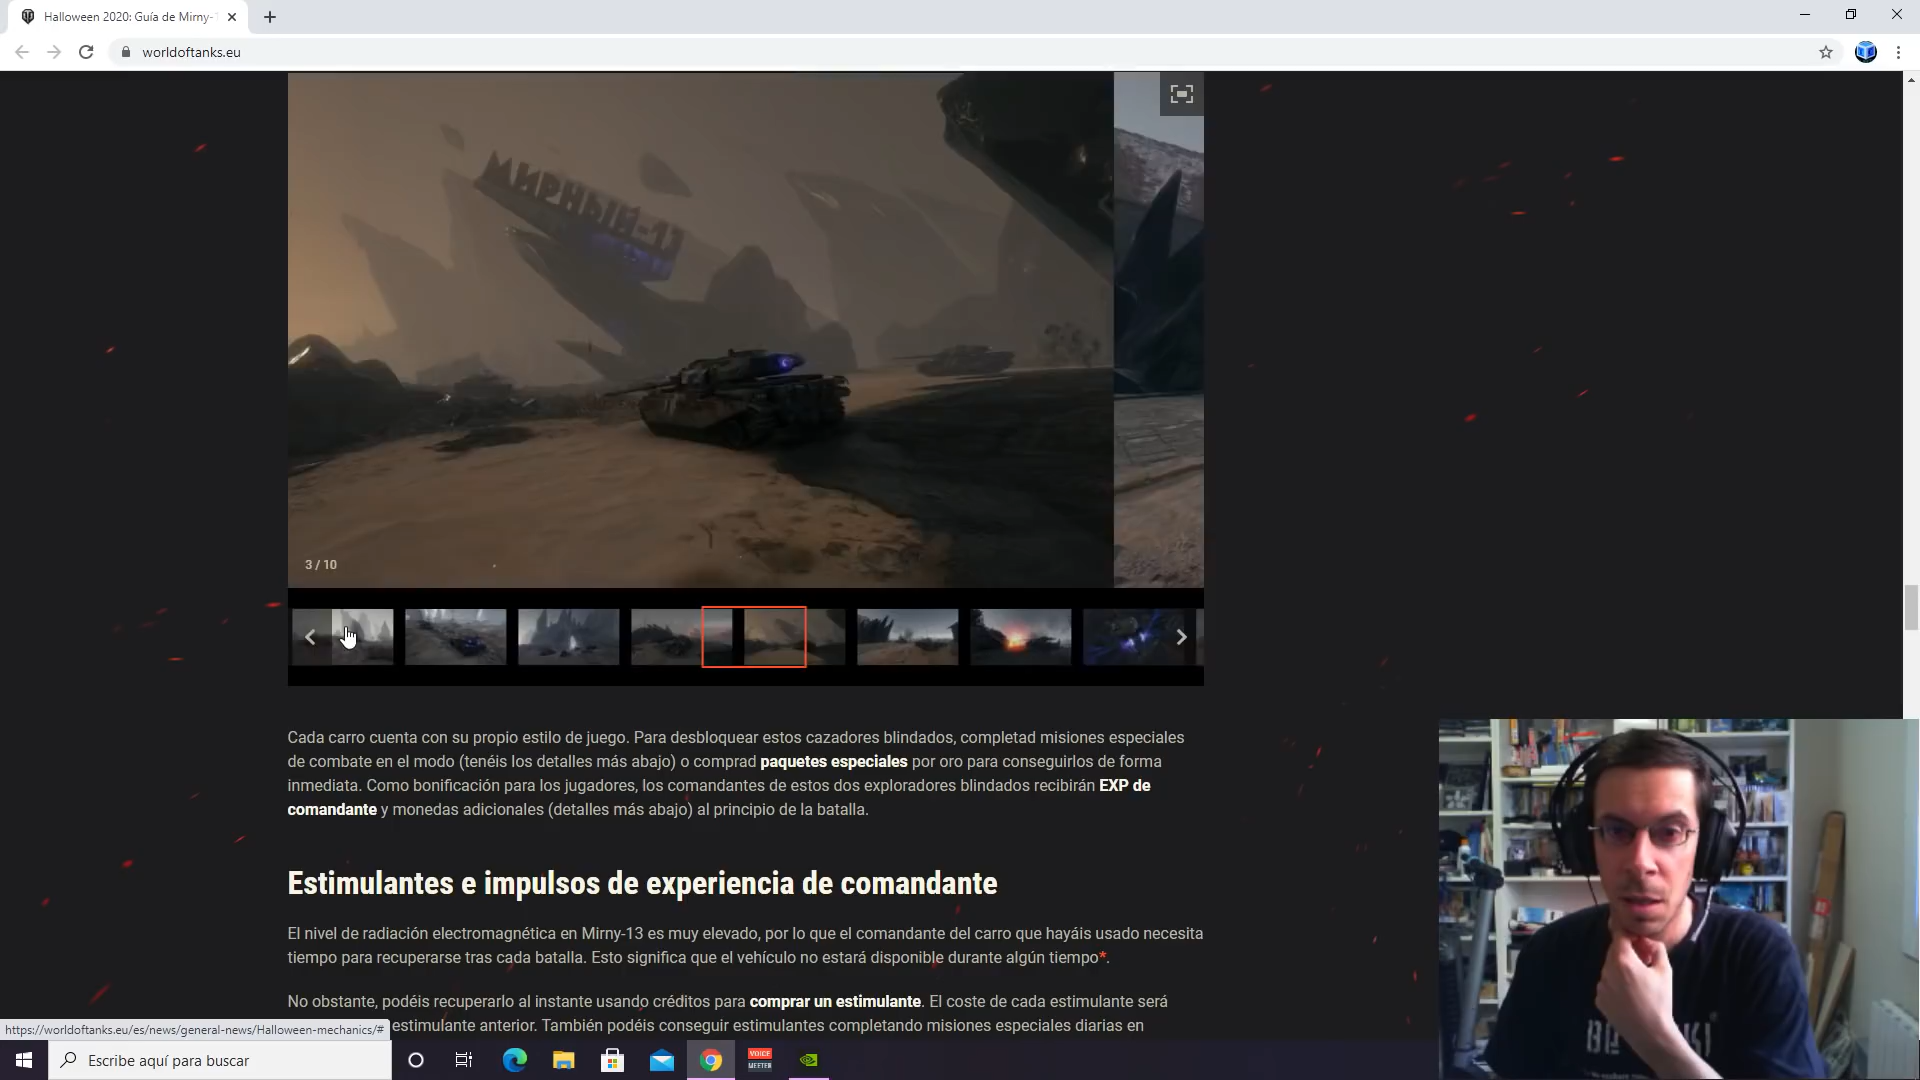 Halloween 2020: Guía de Mirny-
worldoftanks.eu
МИРНЫЙ-13
3 / 10
Cada carro cuenta con su propio estilo de juego. Para desbloquear estos cazadores blindados, completad misiones especiales
de combate en el modo (tenéis los detalles más abajo) o comprad paquetes especiales por oro para conseguirlos de forma
inmediata. Como bonificación para los jugadores, los comandantes de estos dos exploradores blindados recibirán EXP de
comandante y monedas adicionales (detalles más abajo) al principio de la batalla.
Estimulantes e impulsos de experiencia de comandante
El nivel de radiación electromagnética en Mirny-13 es muy elevado, por lo que el comandante del carro que hayáis usado necesita
tiempo para recuperarse tras cada batalla. Esto significa que el vehículo no estará disponible durante algún tiempo*.
No obstante, podéis recuperarlo al instante usando créditos para comprar un estimulante. El coste de cada estimulante será
estimulante anterior. También podéis conseguir estimulantes completando misiones especiales diarias en
https://worldoftanks.eu/es/news/general-news/Halloween-mechanics/#
Escribe aquí para buscar
VOICE
MEETER